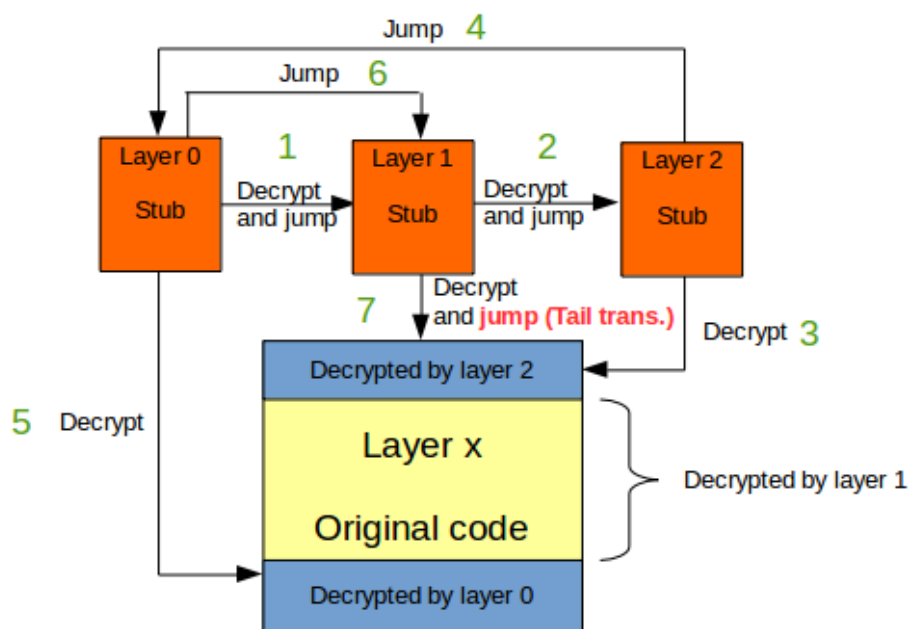 Jump 4
Jump 6
Layer 0
Stub
1
Decrypt
and jump
Layer 1
Stub
2
Decrypt
and jump
Layer 2
Stub
7
Decrypt
and jump (Tail trans.)
Decrypt 3
Decrypted by layer 2
5 Decrypt
Layer x
Original code
Decrypted by layer 1
Decrypted by layer 0